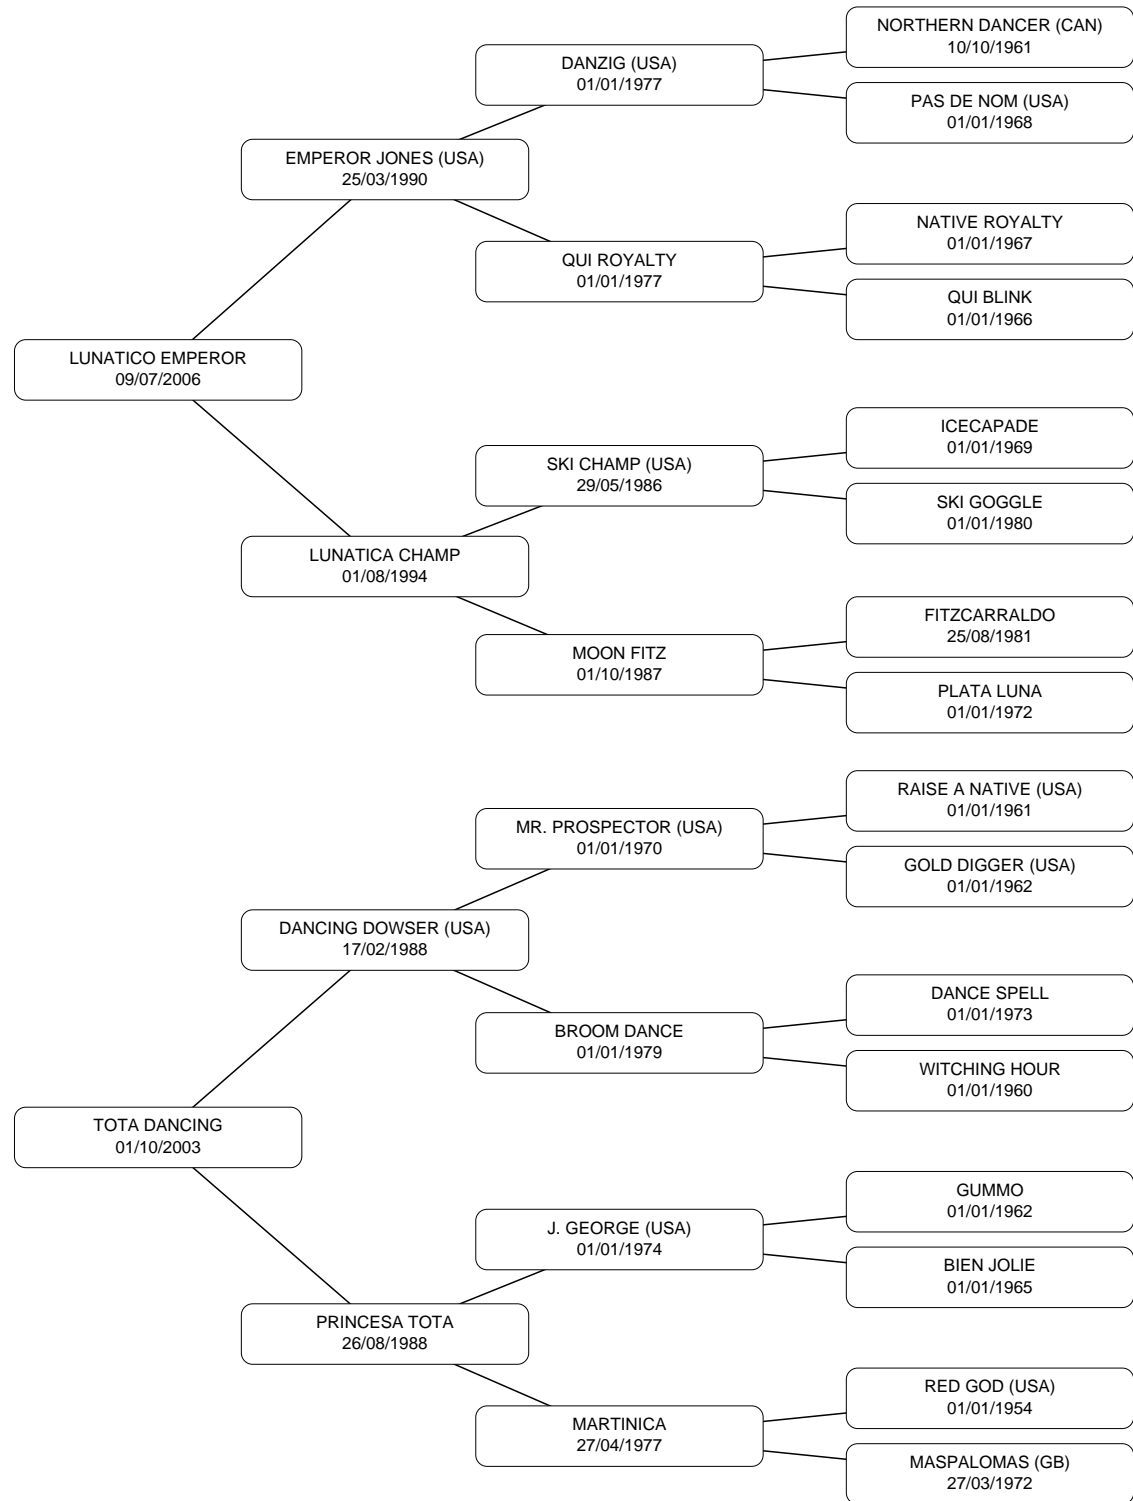 NORTHERN DANCER (CAN)
10/10/1961
DANZIG (USA)
01/01/1977
PAS DE NOM (USA)
01/01/1968
EMPEROR JONES (USA)
25/03/1990
NATIVE ROYALTY
01/01/1967
QUI ROYALTY
01/01/1977
QUI BLINK
01/01/1966
LUNATICO EMPEROR
09/07/2006
ICECAPADE
01/01/1969
SKI CHAMP (USA)
29/05/1986
SKI GOGGLE
01/01/1980
LUNATICA CHAMP
01/08/1994
FITZCARRALDO
25/08/1981
MOON FITZ
01/10/1987
PLATA LUNA
01/01/1972
RAISE A NATIVE (USA)
01/01/1961
MR. PROSPECTOR (USA)
01/01/1970
GOLD DIGGER (USA)
01/01/1962
DANCING DOWSER (USA)
17/02/1988
DANCE SPELL
01/01/1973
BROOM DANCE
01/01/1979
WITCHING HOUR
01/01/1960
TOTA DANCING
01/10/2003
GUMMO
01/01/1962
J. GEORGE (USA)
01/01/1974
BIEN JOLIE
01/01/1965
PRINCESA TOTA
26/08/1988
RED GOD (USA)
01/01/1954
MARTINICA
27/04/1977
MASPALOMAS (GB)
27/03/1972